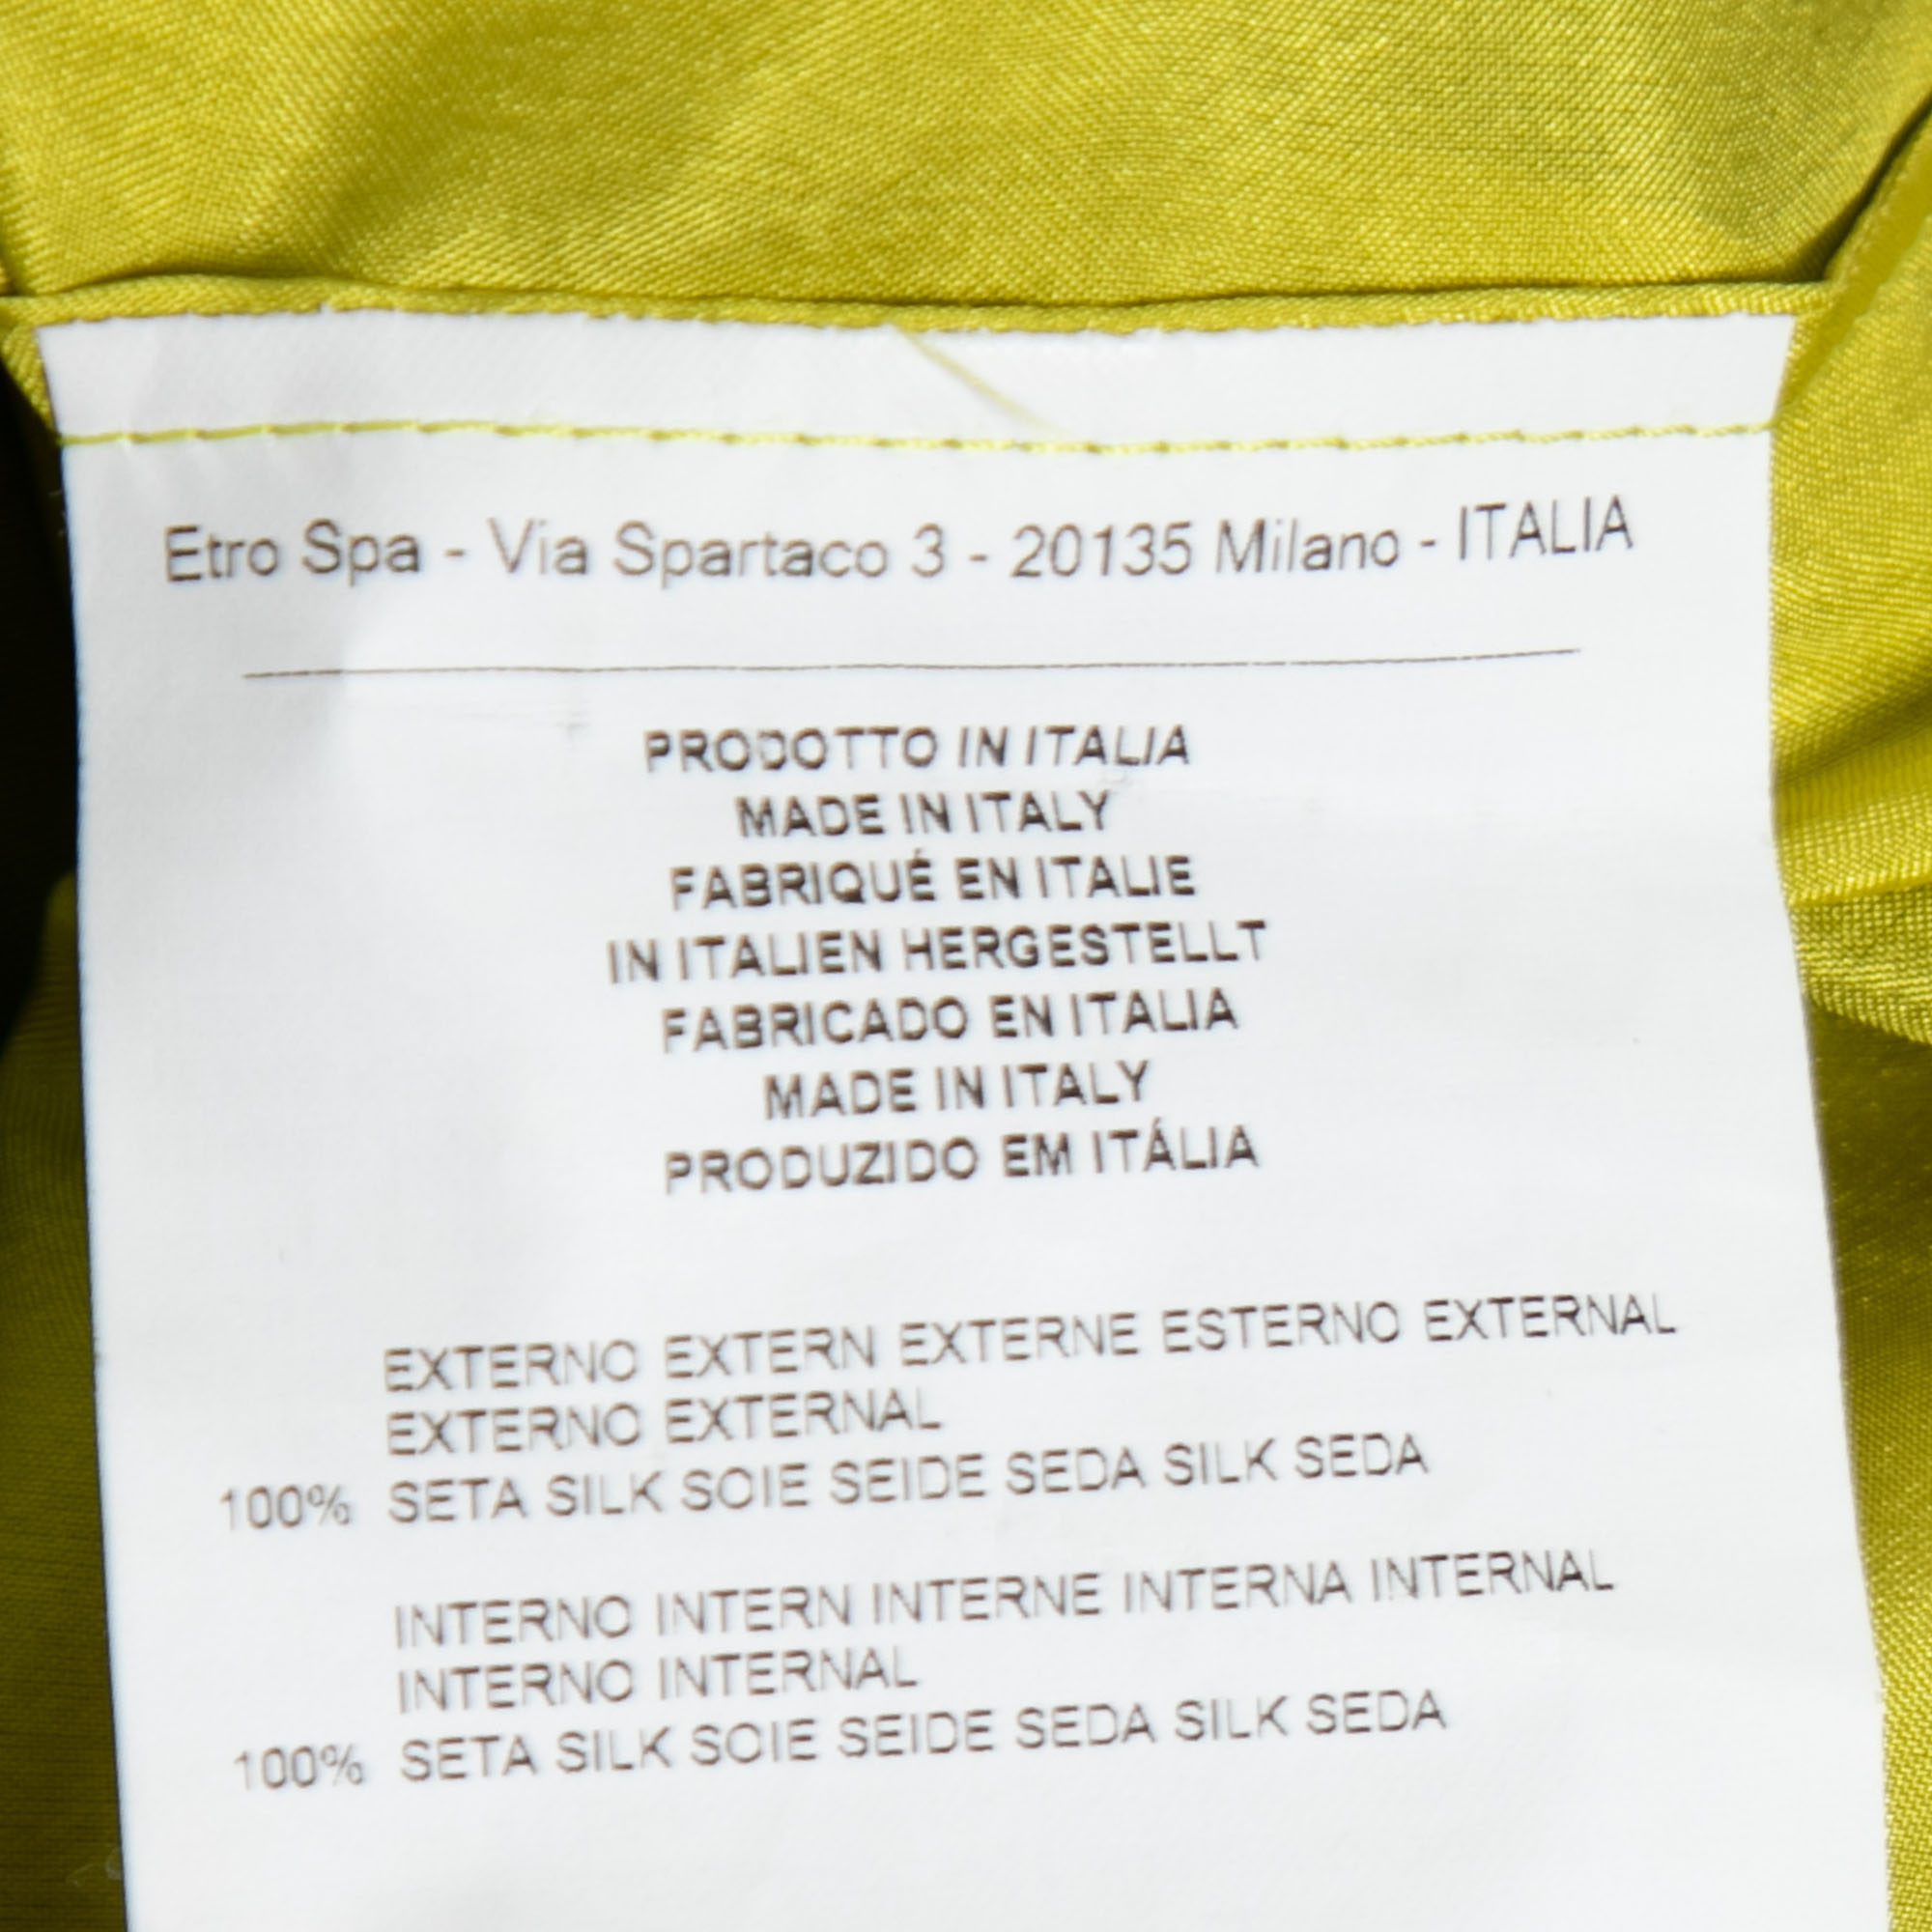 Etro Spa - Via Spartaco 3 - 20135 Milano - ITALIA
PRODOTTO IN ITALIA
MADE IN ITALY
FABRIQUÉ EN ITALIE
IN ITALIEN HERGESTELLT
FABRICADO EN ITALIA
MADE IN ITALY
PRODUZIDO EM ITÁLIA
EXTERNO EXTERN EXTERNE ESTERNO EXTERNAL
EXTERNO EXTERNAL
100% SETA SILK SOIE SEIDE SEDA SILK SEDA
INTERNO INTERN INTERNE INTERNA INTERNAL
INTERNO INTERNAL
100% SETA SILK SOIE SEIDE SEDA SILK SEDA